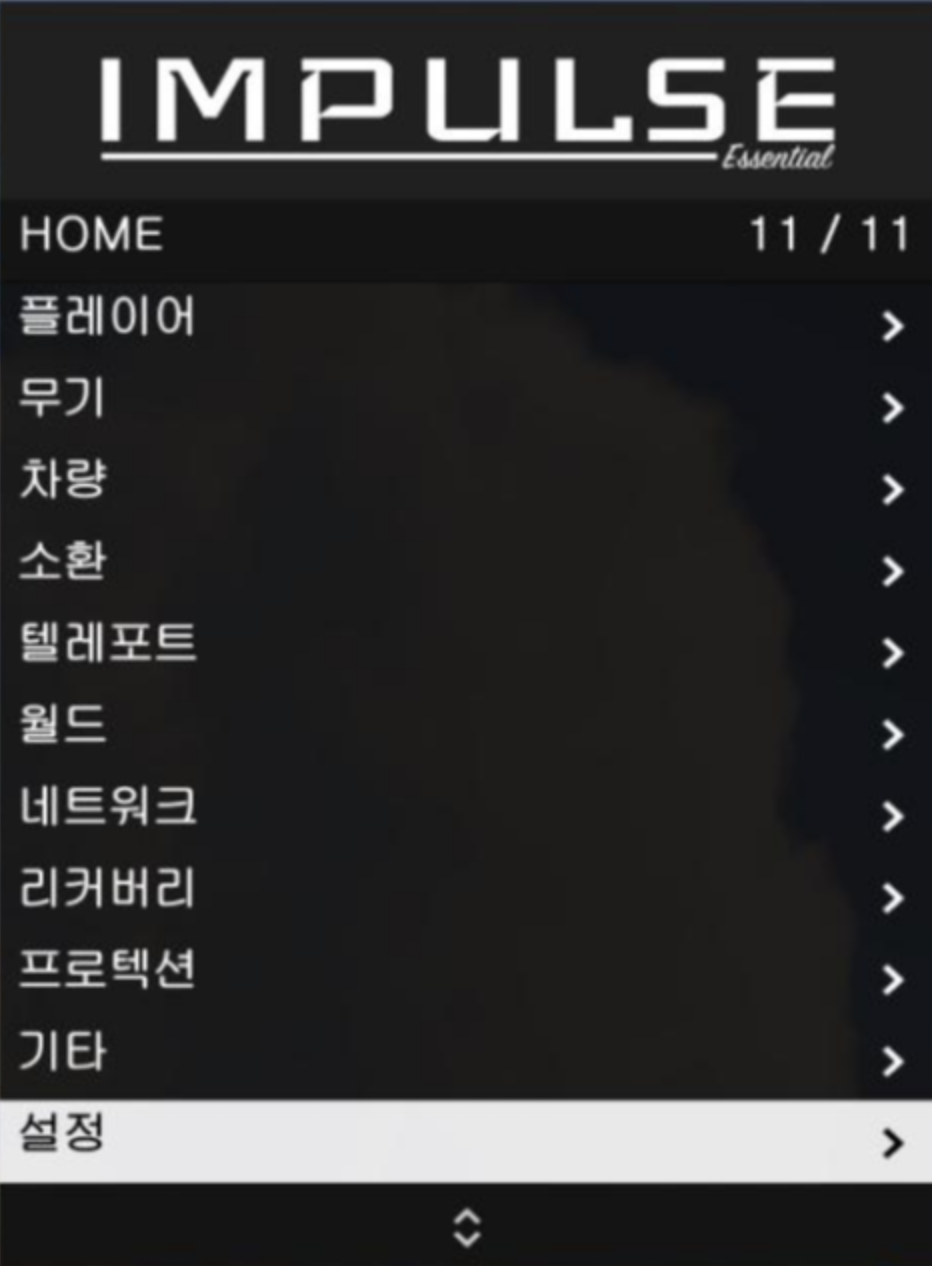 IMPULSE
Essential
HOME 11 / 11
플레이어
무기
차량
소환
텔레포트
월드
네트워크
리커버리
프로텍션
기타
설정